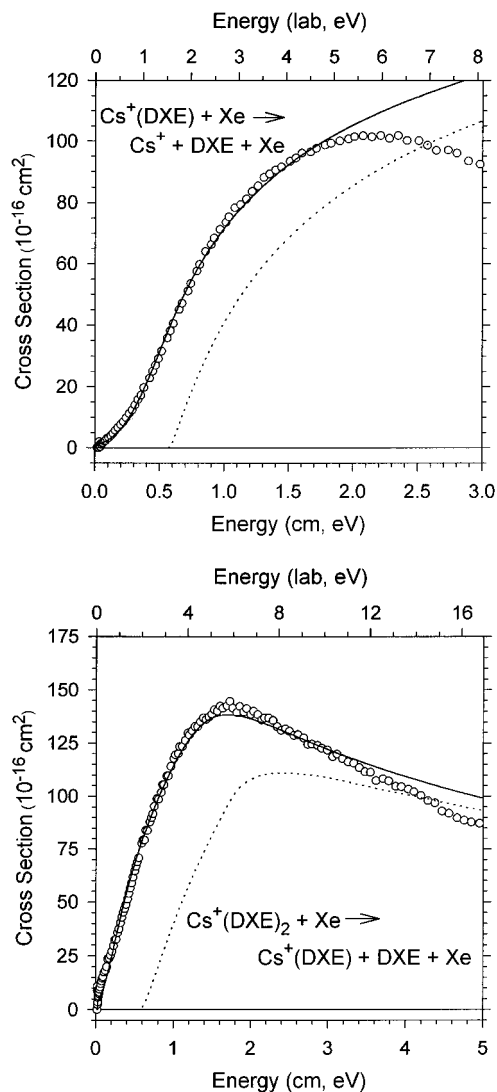 Energy (lab, eV)
0 1 2 3 4 5 6 7 8
120
100
80
60
40
20
0
Cross Section (10⁻¹⁶ cm²)
Cs⁺(DXE) + Xe →
Cs⁺ + DXE + Xe
0.0 0.5 1.0 1.5 2.0 2.5 3.0
Energy (cm, eV)
Energy (lab, eV)
0 4 8 12 16
175
150
125
100
75
50
25
0
Cross Section (10⁻¹⁶ cm²)
Cs⁺(DXE)₂ + Xe →
Cs⁺(DXE) + DXE + Xe
0 1 2 3 4 5
Energy (cm, eV)